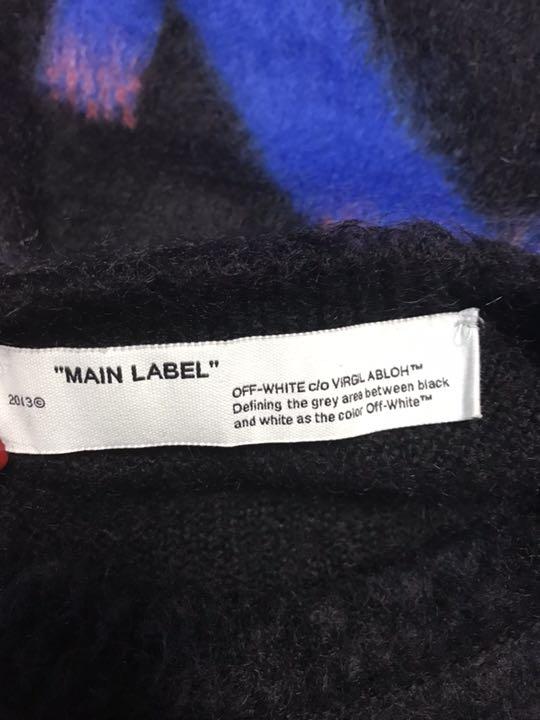 "MAIN LABEL"
2013©
OFF-WHITE c/o VIRGIL ABLOH™
Defining the grey area between black
and white as the color Off-White™